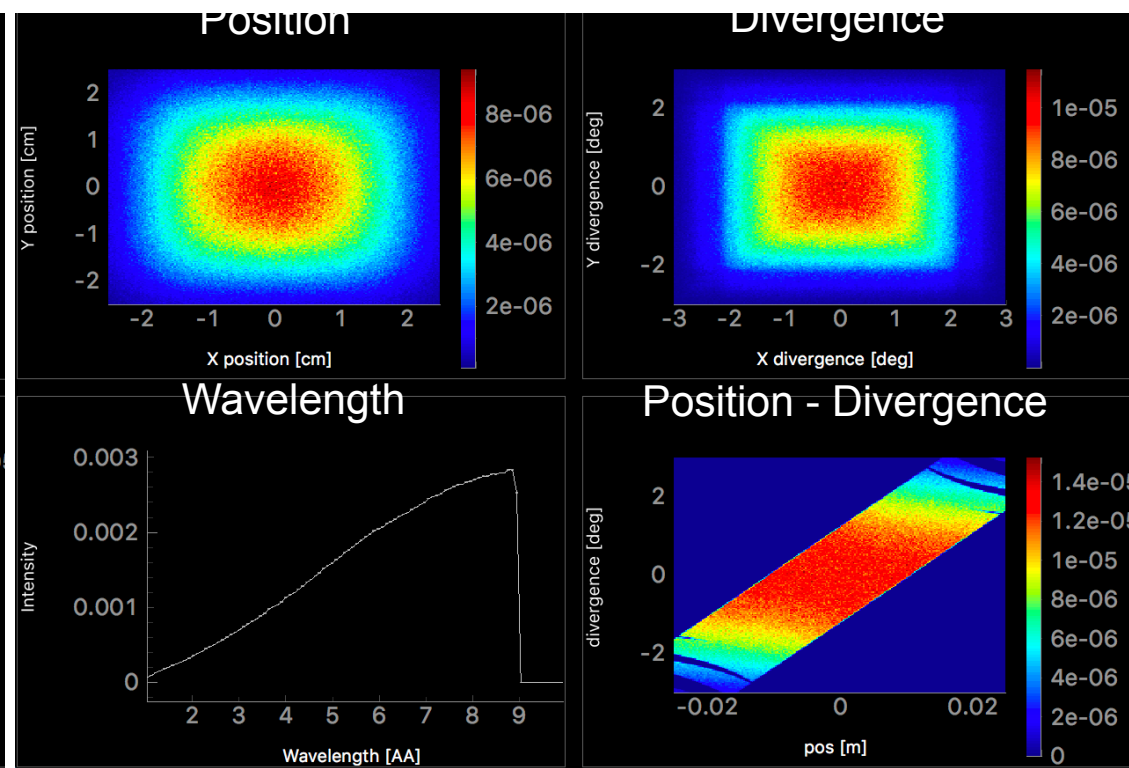 Position
2
1
0
-1
-2
Y position [cm]
-2 -1 0 1 2
X position [cm]
8e-06
6e-06
4e-06
2e-06
Divergence
2
0
-2
Y divergence [deg]
-3 -2 -1 0 1 2 3
X divergence [deg]
1e-05
8e-06
6e-06
4e-06
2e-06
Wavelength
0.003
0.002
0.001
0
Intensity
2 3 4 5 6 7 8 9
Wavelength [AA]
Position - Divergence
2
0
-2
divergence [deg]
-0.02 0 0.02
pos [m]
1.4e-05
1.2e-05
1e-05
8e-06
6e-06
4e-06
2e-06
0